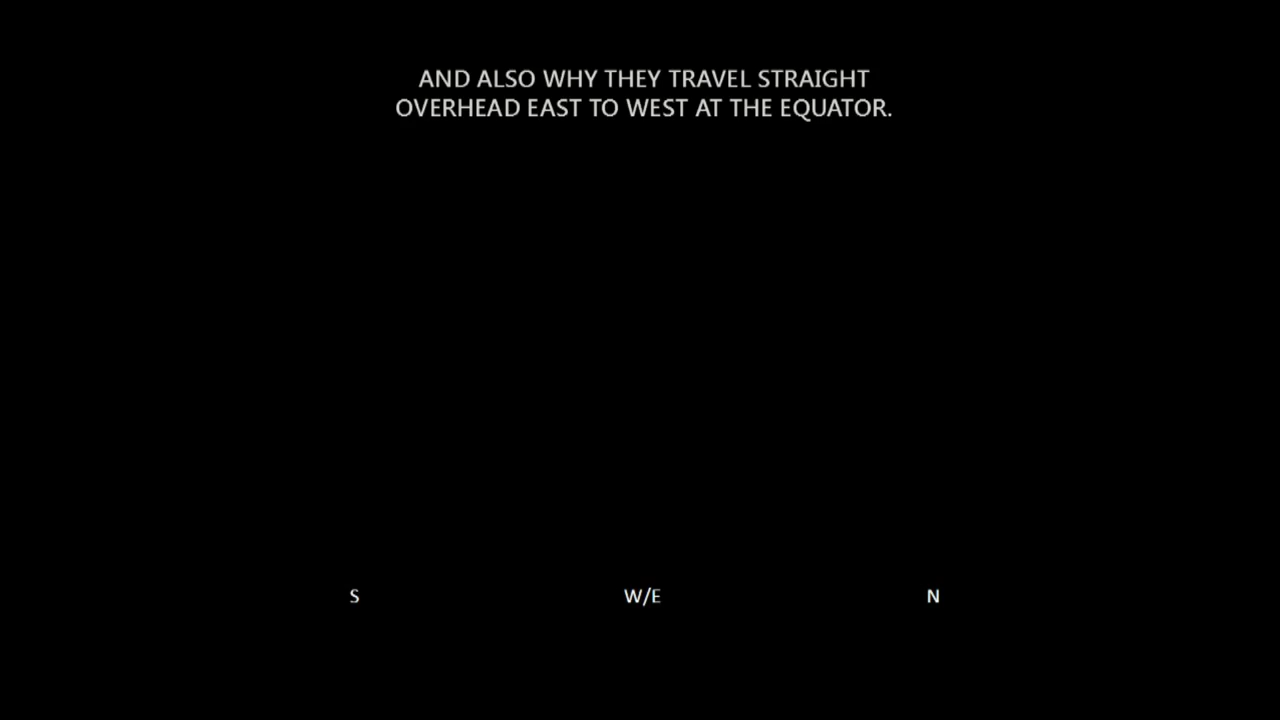 AND ALSO WHY THEY TRAVEL STRAIGHT
OVERHEAD EAST TO WEST AT THE EQUATOR.
S W/E N